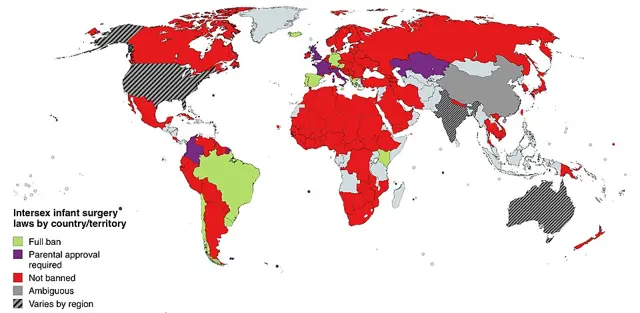 Intersex infant surgery*
laws by country/territory
Full ban
Parental approval
required
Not banned
Ambiguous
Varies by region